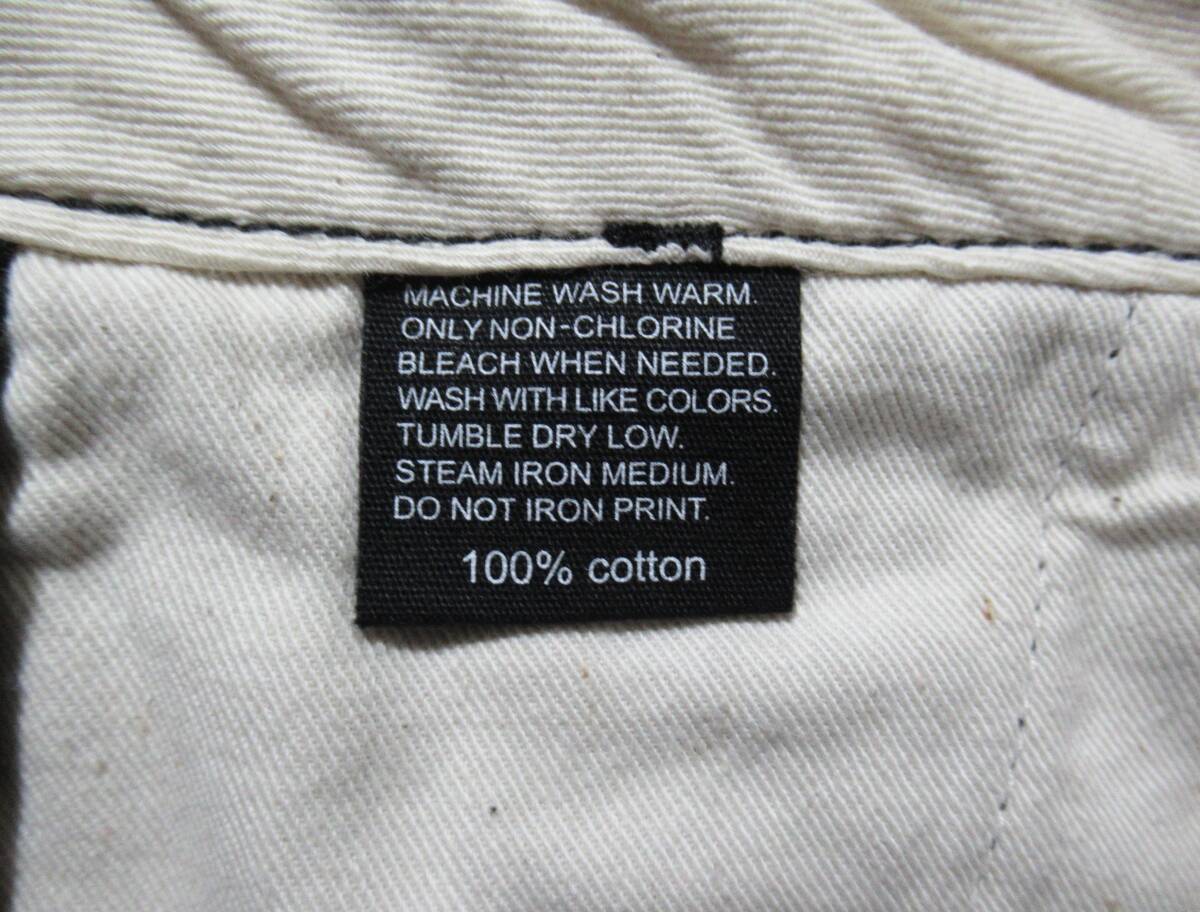 MACHINE WASH WARM.
ONLY NON-CHLORINE
BLEACH WHEN NEEDED.
WASH WITH LIKE COLORS.
TUMBLE DRY LOW.
STEAM IRON MEDIUM.
DO NOT IRON PRINT.
100% cotton